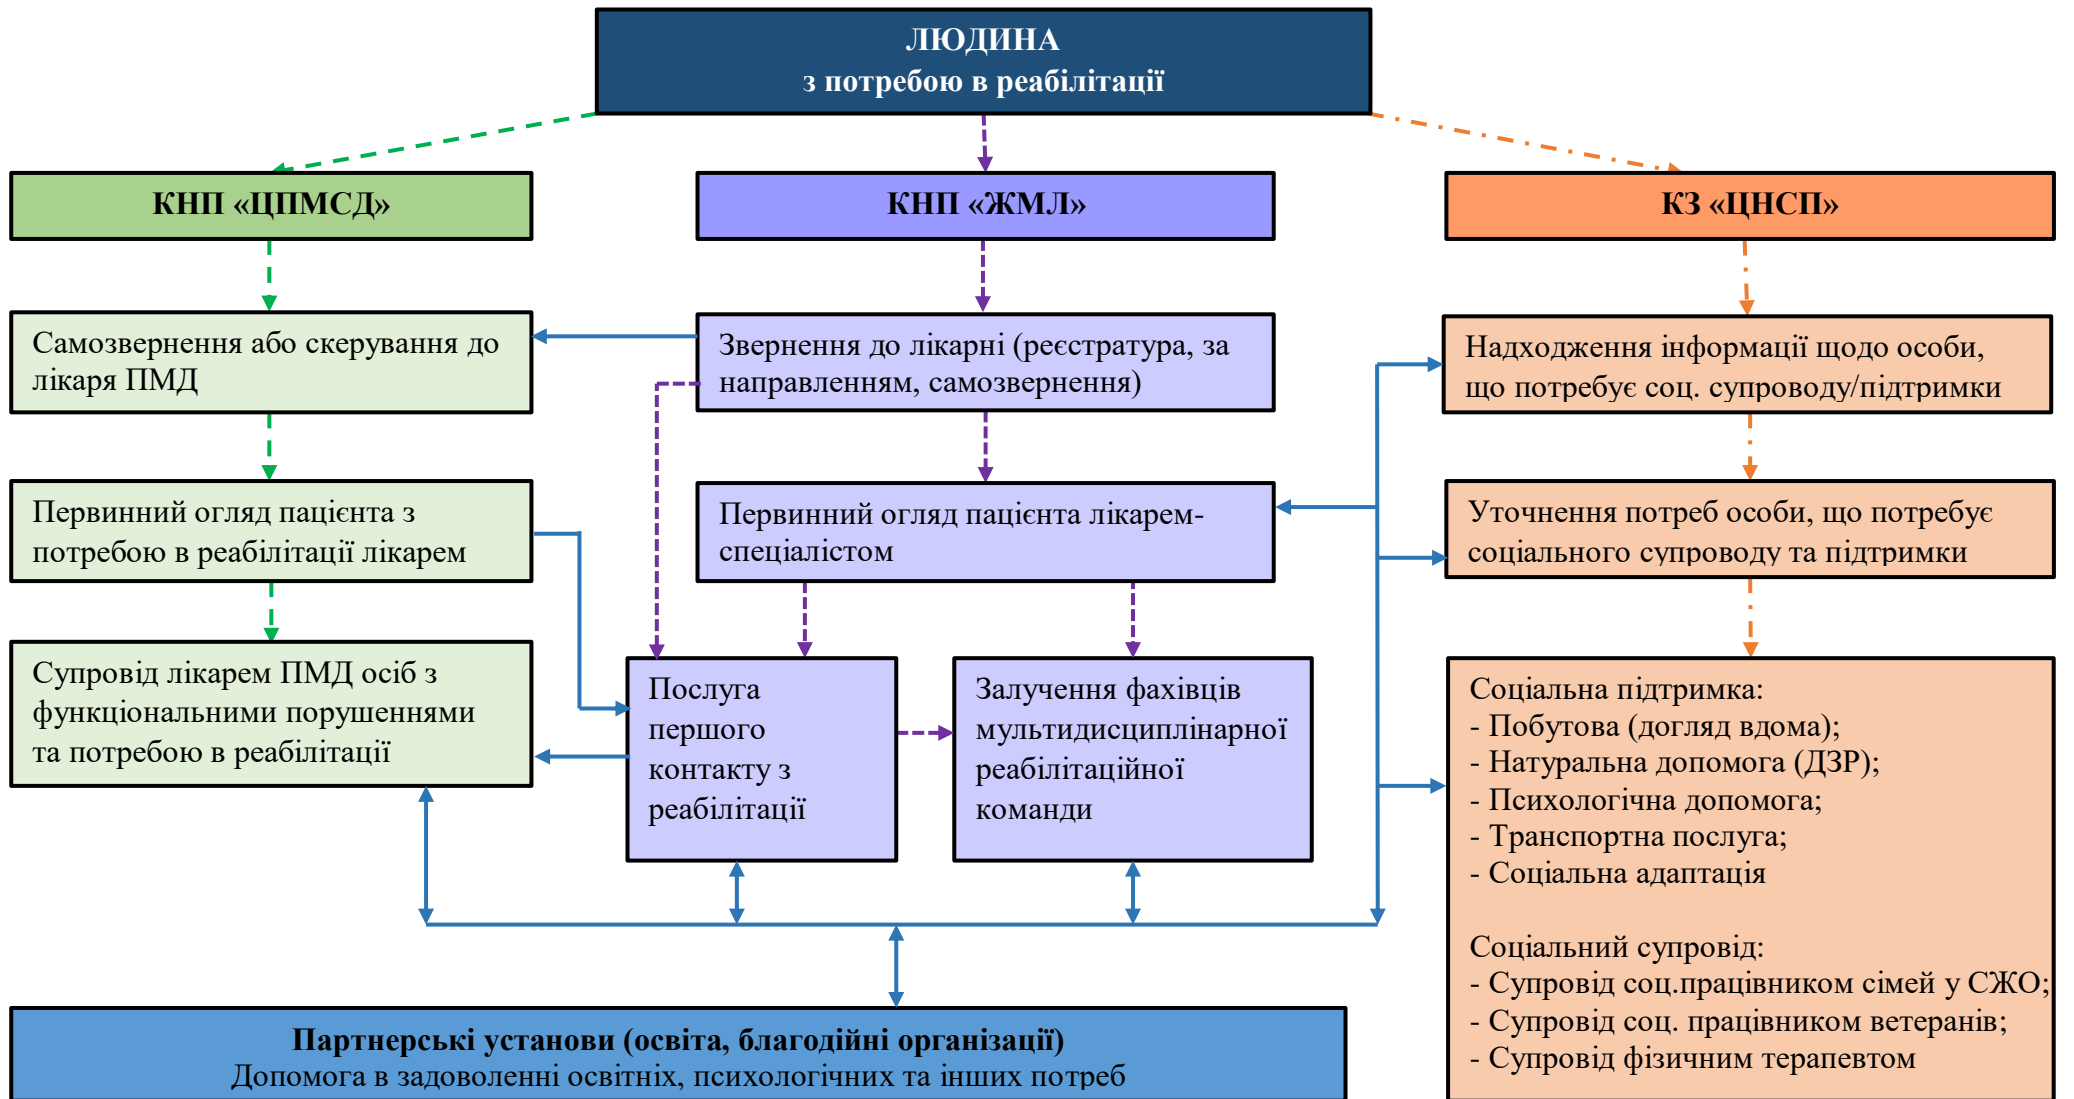 ЛЮДИНА
з потребою в реабілітації
КНП «ЦПМСД»
КНП «ЖМЛ»
КЗ «ЦНСП»
Самозвернення або скерування до
лікаря ПМД
Звернення до лікарні (реєстратура, за
направленням, самозвернення)
Надходження інформації щодо особи,
що потребує соц. супроводу/підтримки
Первинний огляд пацієнта з
потребою в реабілітації лікарем
Первинний огляд пацієнта лікарем-
спеціалістом
Уточнення потреб особи, що потребує
соціального супроводу та підтримки
Супровід лікарем ПМД осіб з
функціональними порушеннями
та потребою в реабілітації
Послуга
першого
контакту з
реабілітації
Залучення фахівців
мультидисциплінарної
реабілітаційної
команди
Соціальна підтримка:
- Побутова (догляд вдома);
- Натуральна допомога (ДЗР);
- Психологічна допомога;
- Транспортна послуга;
- Соціальна адаптація
Соціальний супровід:
- Супровід соц.працівником сімей у СЖО;
- Супровід соц. працівником ветеранів;
- Супровід фізичним терапевтом
Партнерські установи (освіта, благодійні організації)
Допомога в задоволенні освітніх, психологічних та інших потреб